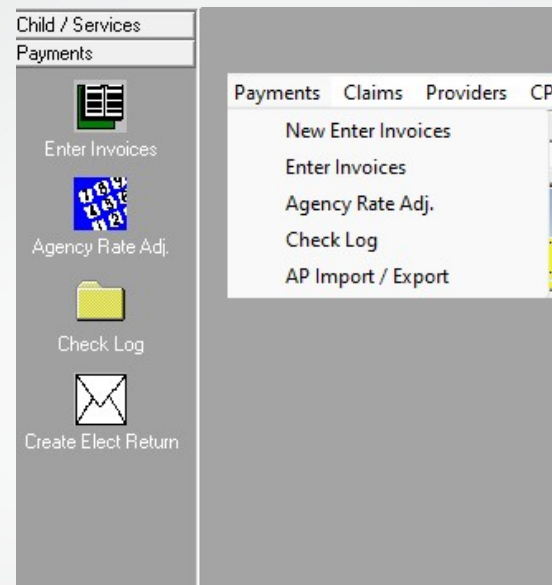 Child / Services
Payments
Enter Invoices
Agency Rate Adj.
Check Log
Create Elect Return
Payments Claims Providers CP
New Enter Invoices
Enter Invoices
Agency Rate Adj.
Check Log
AP Import / Export